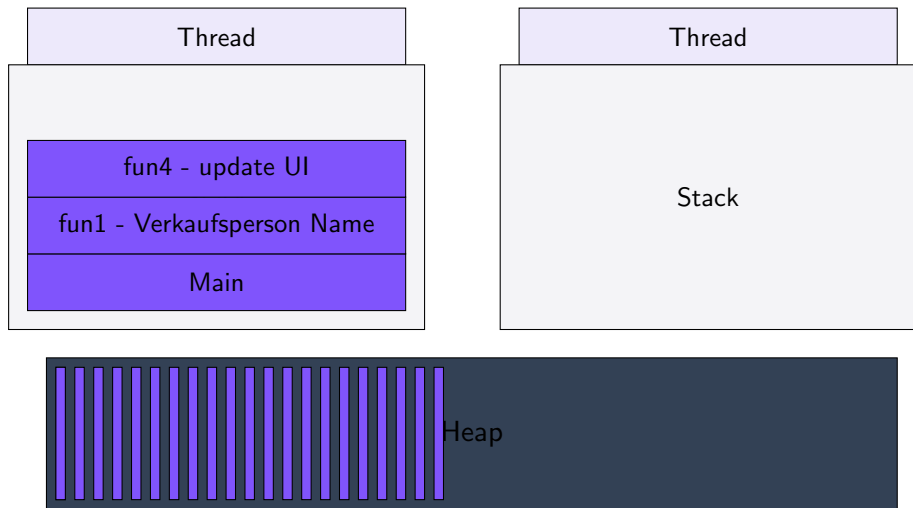 Thread
Thread
fun4 - update UI
fun1 - Verkaufsperson Name
Main
Stack
Heap